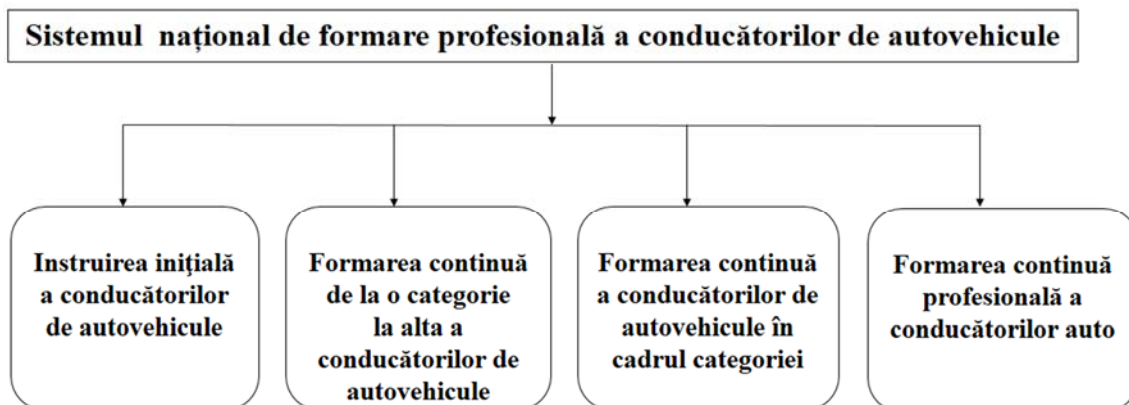 Sistemul național de formare profesională a conducătorilor de autovehicule
Instruirea iniţială
a conducătorilor
de autovehicule
Formarea continuă
de la o categorie
la alta a
conducătorilor de
autovehicule
Formarea continuă
a conducătorilor de
autovehicule în
cadrul categoriei
Formarea continuă
profesională a
conducătorilor auto